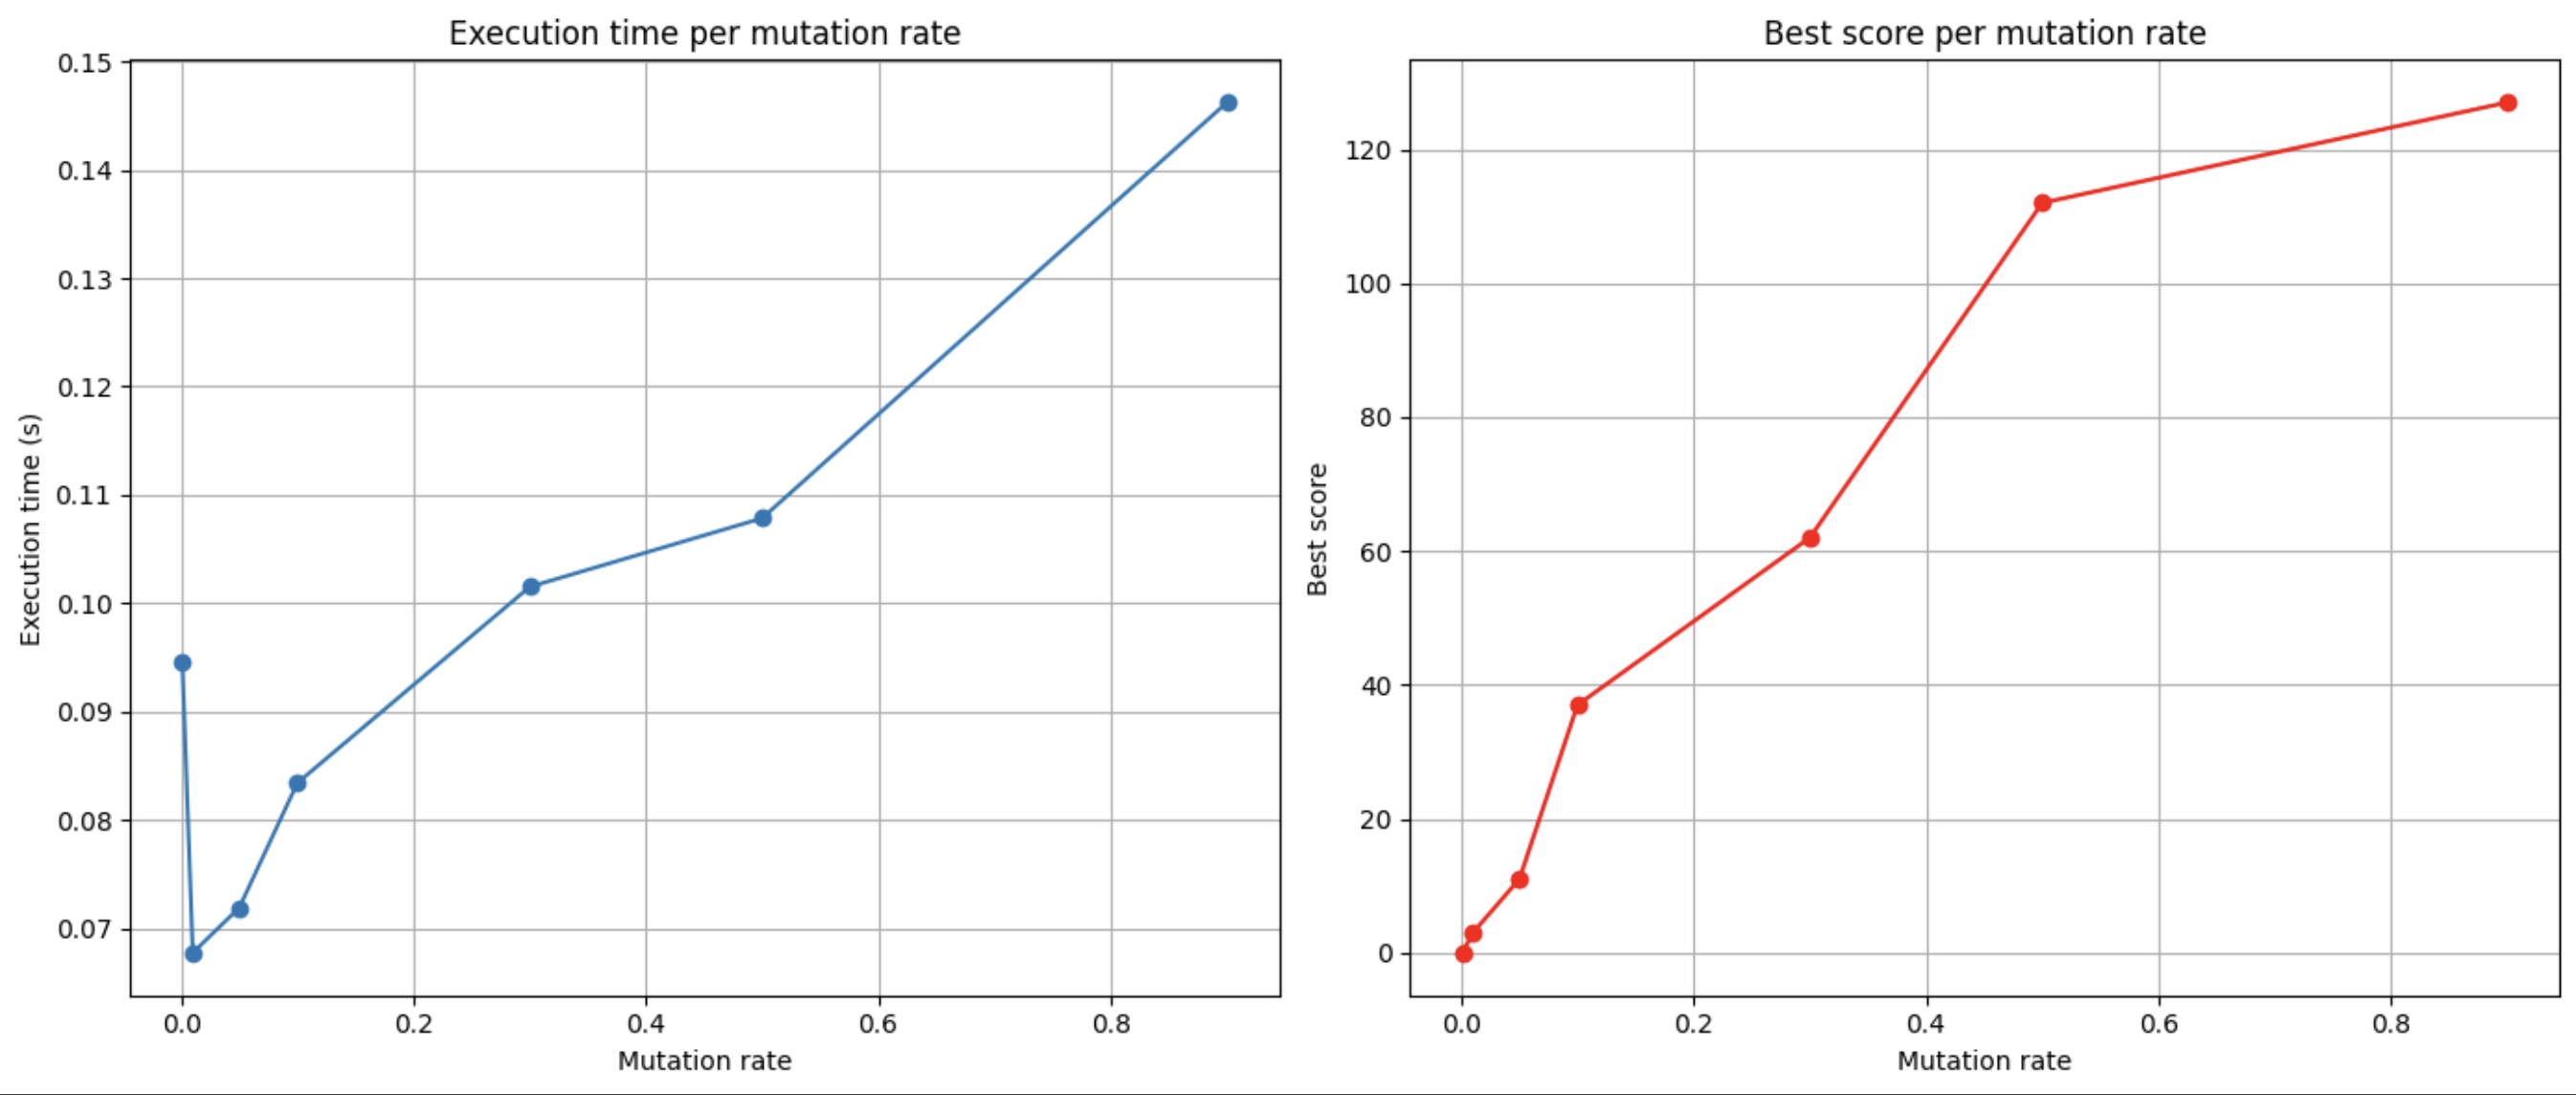 Execution time per mutation rate
0.15
0.14
0.13
0.12
0.11
0.10
0.09
0.08
0.07
Execution time (s)
0.0 0.2 0.4 0.6 0.8
Mutation rate
Best score per mutation rate
120
100
80
60
40
20
0
Best score
0.0 0.2 0.4 0.6 0.8
Mutation rate